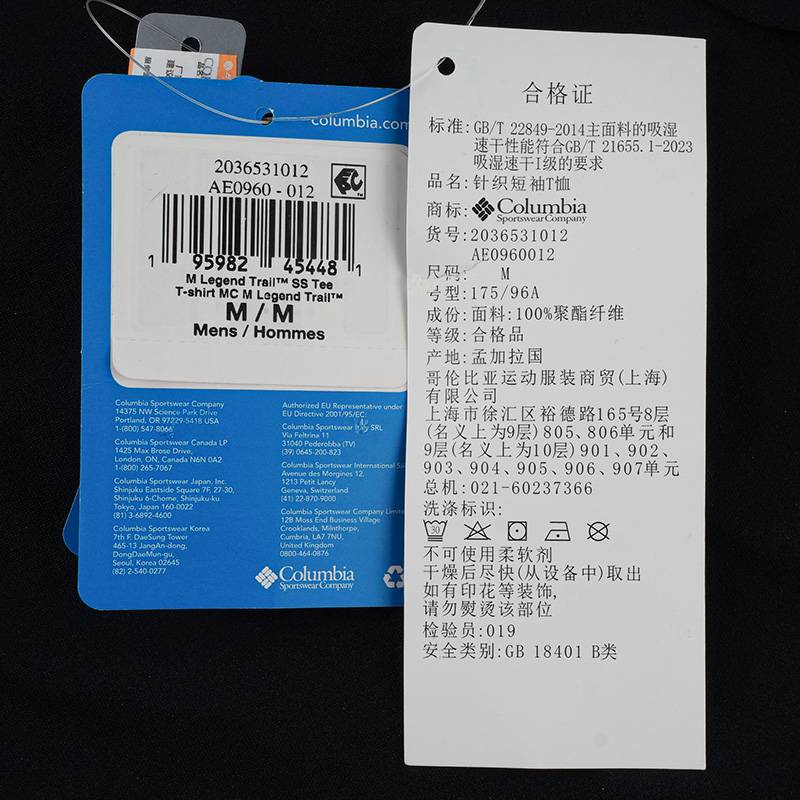 columbia.com
2036531012
AE0960 - 012
1 95982 45448 1
M Legend Trail™ SS Tee
T-shirt MC M Legend Trail™
M / M
Mens / Hommes
Columbia Sportswear Company
14375 NW Science Park Drive
Portland, OR 97229-5418 USA
1-(800) 547-8066
Columbia Sportswear Canada LP
1425 Max Brose Drive,
London, ON, Canada N6N 0A2
1-(800) 265-7067
Columbia Sportswear Japan, Inc.
Shinjuku Eastside Square 7F, 27-30,
Shinjuku 6-Chome, Shinjuku-ku
Tokyo, Japan 160-0022
(81) 3-6892-4600
Columbia Sportswear Korea
7th F. DaeSung Tower
465-13 JangAn-dong,
DongDaeMun-gu,
Seoul, Korea 02645
(82) 2-540-0277
Authorized EU Representative under
EU Directive 2001/95/EC:
Columbia Sportswear Italy SRL
Via Feltrina 11
31040 Pederobba (TV)
(39) 0645-200-823
Columbia Sportswear International
Avenue des Morgines 12,
1213 Petit Lancy
Geneva, Switzerland
(41) 22-870-9000
Columbia Sportswear Company
12B Moss End Business Village
Crooklands, Milnthorpe,
Cumbria, LA7 7NU,
United Kingdom
0800-464-0876
Columbia
Sportswear Company
合格证
标准:GB/T 22849-2014主面料的吸湿
速干性能符合GB/T 21655.1-2023
吸湿速干I级的要求
品名:针织短袖T恤
商标: Columbia
Sportswear Company
货号:2036531012
AE0960012
尺码: M
号型:175/96A
成份:面料:100%聚酯纤维
等级:合格品
产地:孟加拉国
哥伦比亚运动服装商贸(上海)
有限公司
上海市徐汇区裕德路165号8层
(名义上为9层)805、806单元和
9层(名义上为10层)901、902、
903、904、905、906、907单元
总机:021-60237366
洗涤标识:
30
不可使用柔软剂
干燥后尽快(从设备中)取出
如有印花等装饰,
请勿熨烫该部位
检验员:019
安全类别:GB 18401 B类